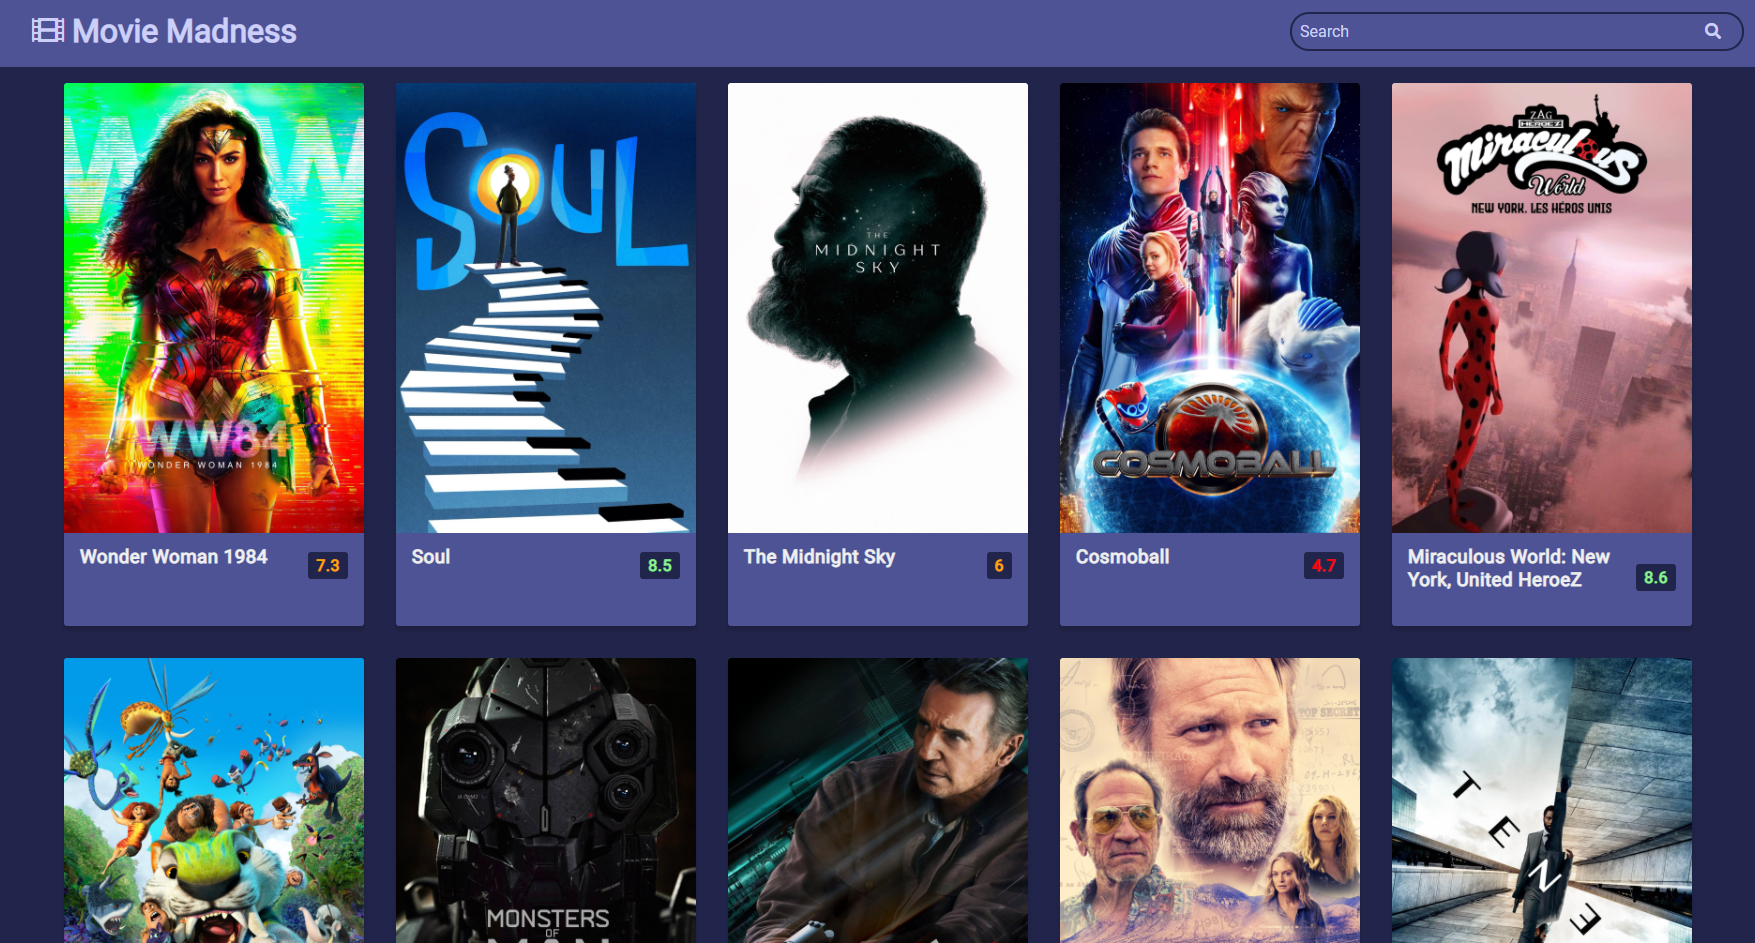 Movie Madness
Search
WW84
WONDER WOMAN 1984
SOUL
THE
MIDNIGHT
SKY
COSMOBALL
ZAG
HEROEZ
Miraculous
World
NEW YORK, LES HÉROS UNIS
Wonder Woman 1984
7.3
Soul
8.5
The Midnight Sky
6
Cosmoball
4.7
Miraculous World: New
York, United HeroeZ
8.6
MONSTERS
OF
MAN
TOP SECRET
TENE